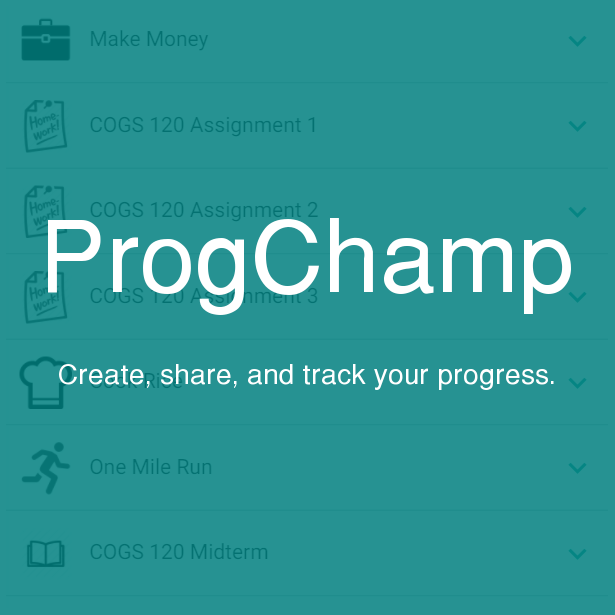 Make Money
COGS 120 Assignment 1
COGS 120 Assignment 2
ProgChamp
COGS 120 Assignment 3
Create, share, and track your progress.
One Mile Run
COGS 120 Midterm